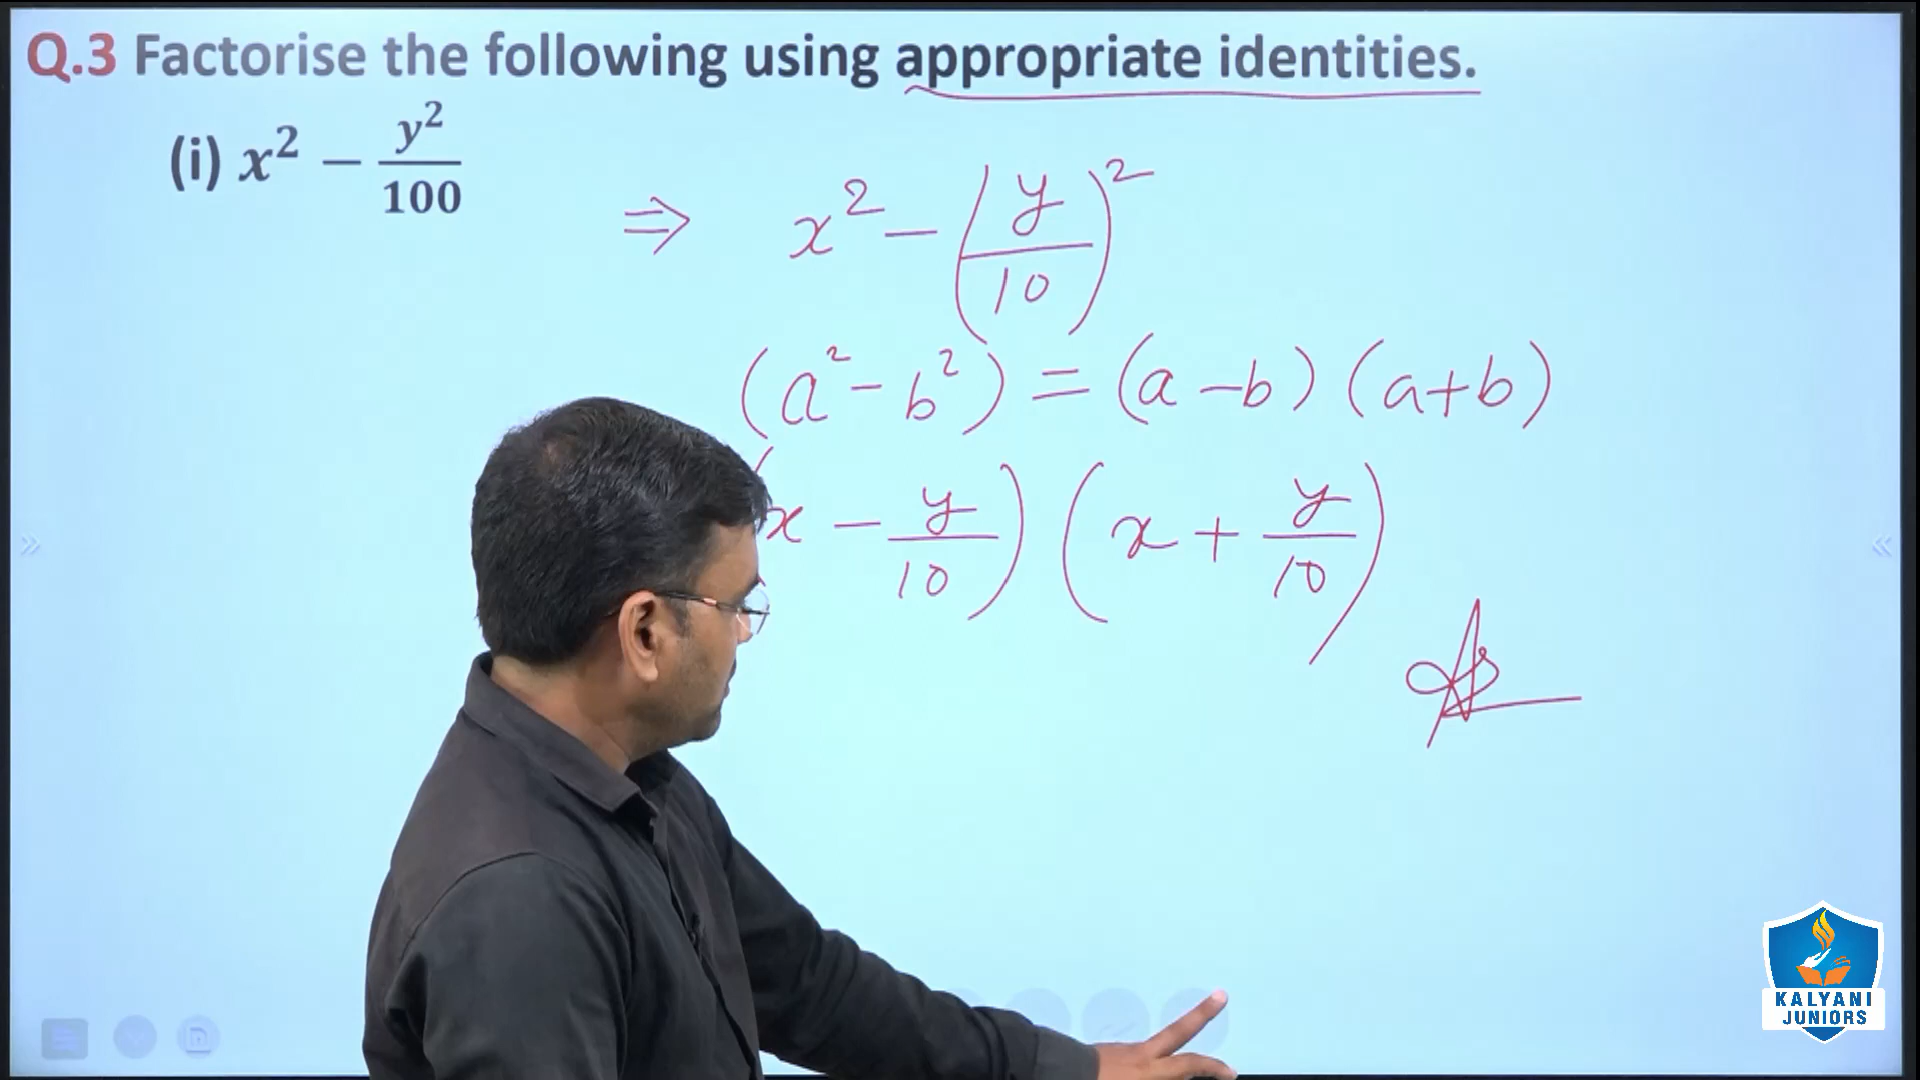 Q.3 Factorise the following using appropriate identities.
(i) x² − y²/100
⇒ x² − (y/10)²
(a² − b²) = (a − b) (a + b)
(x − y/10) (x + y/10)
KALYANI
JUNIORS